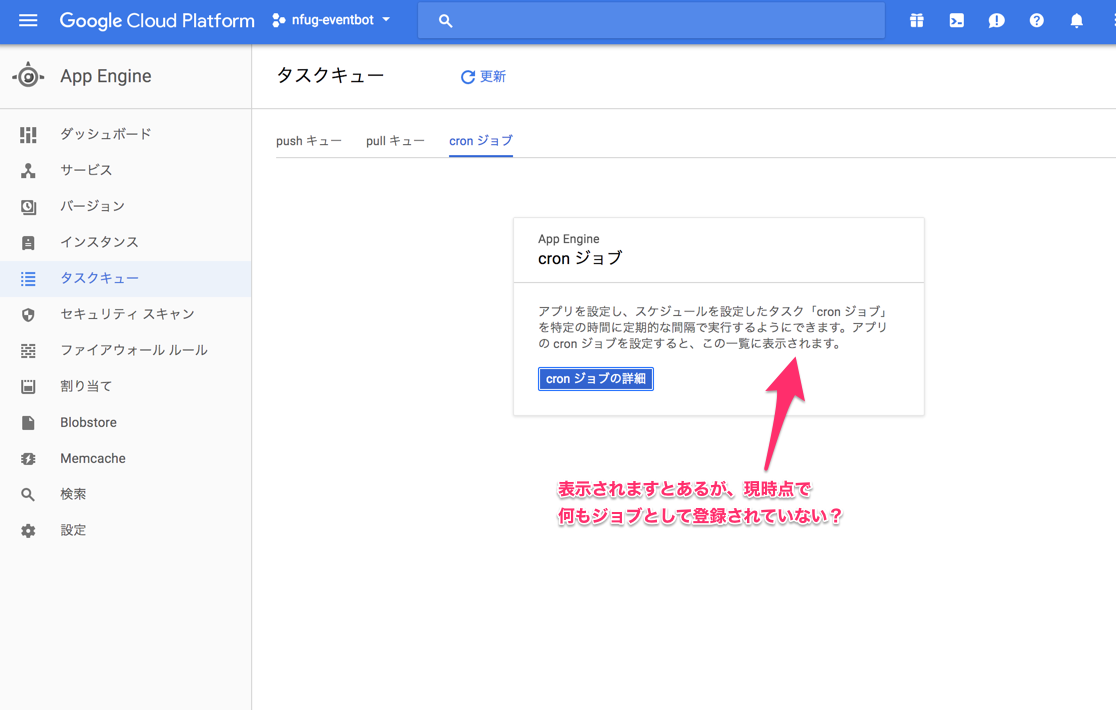 Google Cloud Platform
nfug-eventbot
App Engine
タスクキュー
更新
ダッシュボード
サービス
バージョン
インスタンス
タスクキュー
セキュリティ スキャン
ファイアウォール ルール
割り当て
Blobstore
Memcache
検索
設定
push キュー
pull キュー
cron ジョブ
App Engine
cron ジョブ
アプリを設定し、スケジュールを設定したタスク「cron ジョブ」
を特定の時間に定期的な間隔で実行するようにできます。アプリ
の cron ジョブを設定すると、この一覧に表示されます。
cron ジョブの詳細
表示されますとあるが、現時点で
何もジョブとして登録されていない？